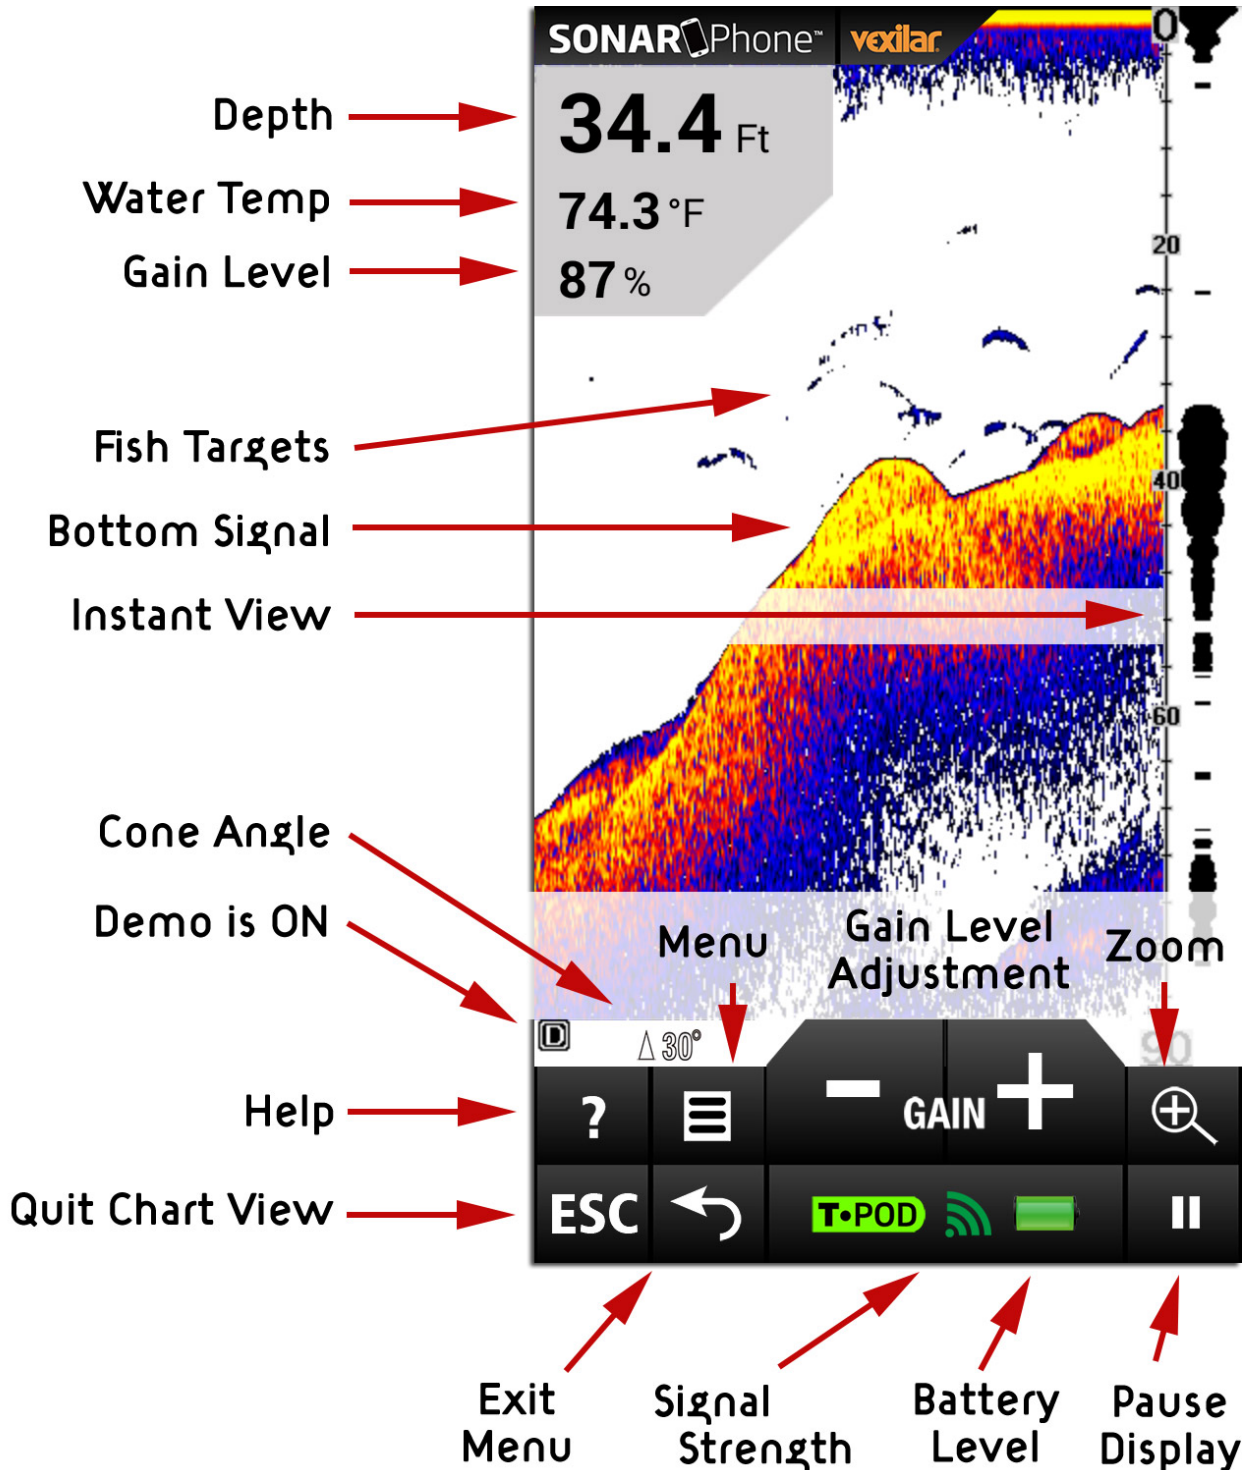 SONAR Phone™ vexilar
0
Depth
34.4 Ft
Water Temp
74.3 °F
Gain Level
87 %
20
Fish Targets
40
Bottom Signal
Instant View
60
Cone Angle
Demo is ON
Menu
Gain Level
Adjustment
Zoom
D
30°
90
Help
?
- GAIN +
Quit Chart View
ESC
T•POD
Exit
Menu
Signal
Strength
Battery
Level
Pause
Display